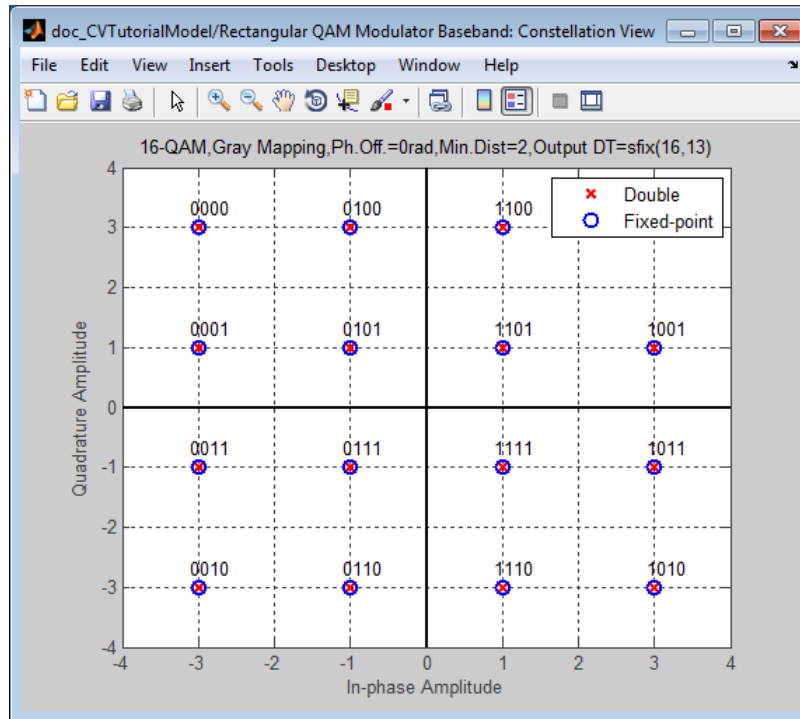 doc_CVTutorialModel/Rectangular QAM Modulator Baseband: Constellation View
File Edit View Insert Tools Desktop Window Help
16-QAM,Gray Mapping,Ph.Off.=0rad,Min.Dist=2,Output DT=sfix(16,13)
Double
Fixed-point
Quadrature Amplitude
4
3
2
1
0
-1
-2
-3
-4
0000 0100 1100
0001 0101 1101 1001
0011 0111 1111 1011
0010 0110 1110 1010
-4 -3 -2 -1 0 1 2 3 4
In-phase Amplitude